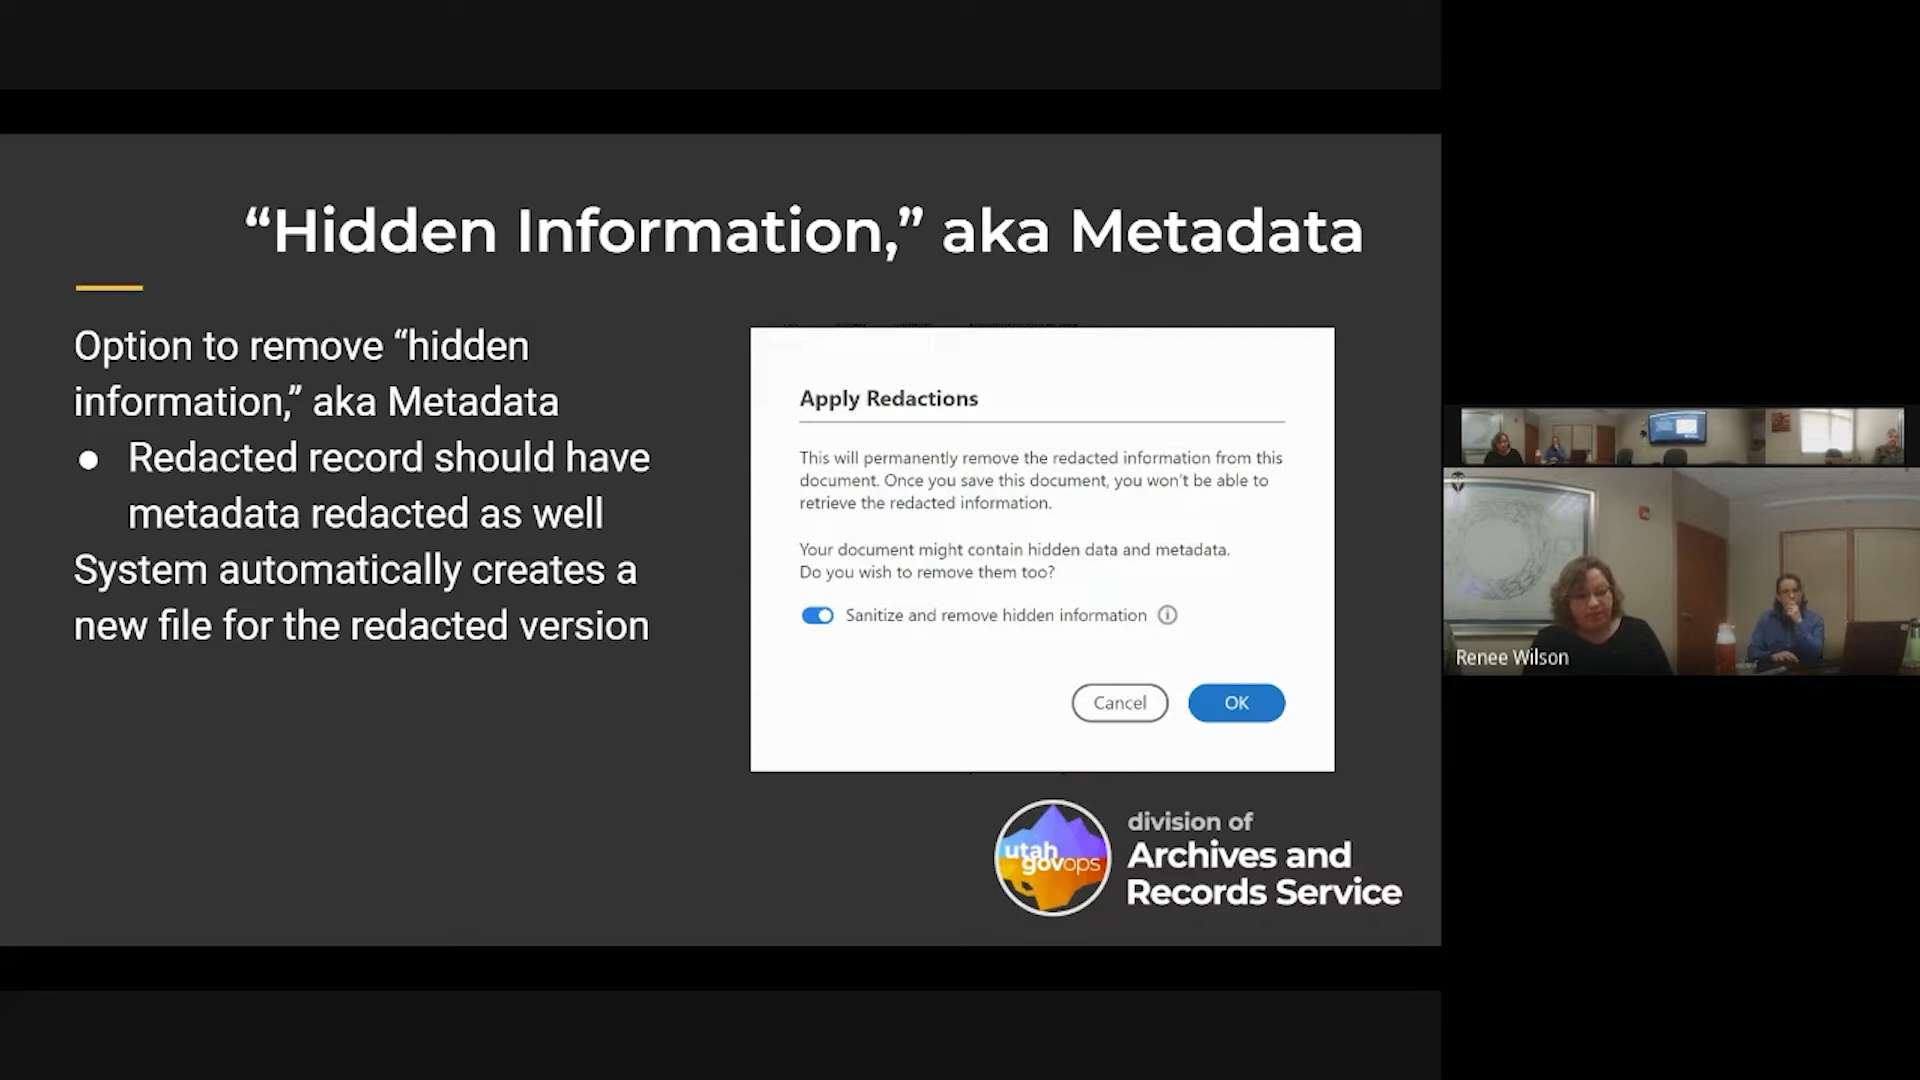 “Hidden Information,” aka Metadata
Option to remove “hidden
information,” aka Metadata
● Redacted record should have
metadata redacted as well
System automatically creates a
new file for the redacted version
Apply Redactions
This will permanently remove the redacted information from this
document. Once you save this document, you won't be able to
retrieve the redacted information.
Your document might contain hidden data and metadata.
Do you wish to remove them too?
Sanitize and remove hidden information
Cancel
OK
utah
govops
division of
Archives and
Records Service
Renee Wilson